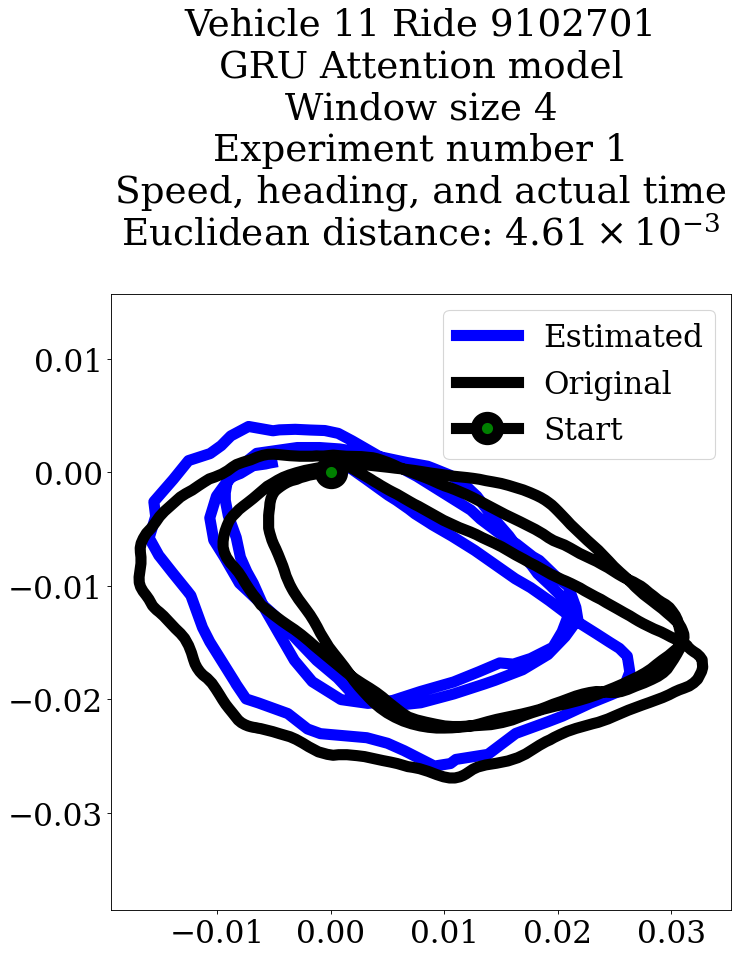 Vehicle 11 Ride 9102701
GRU Attention model
Window size 4
Experiment number 1
Speed, heading, and actual time
Euclidean distance: 4.61 × 10⁻³
Estimated
Original
Start
0.01
0.00
−0.01
−0.02
−0.03
−0.01 0.00 0.01 0.02 0.03